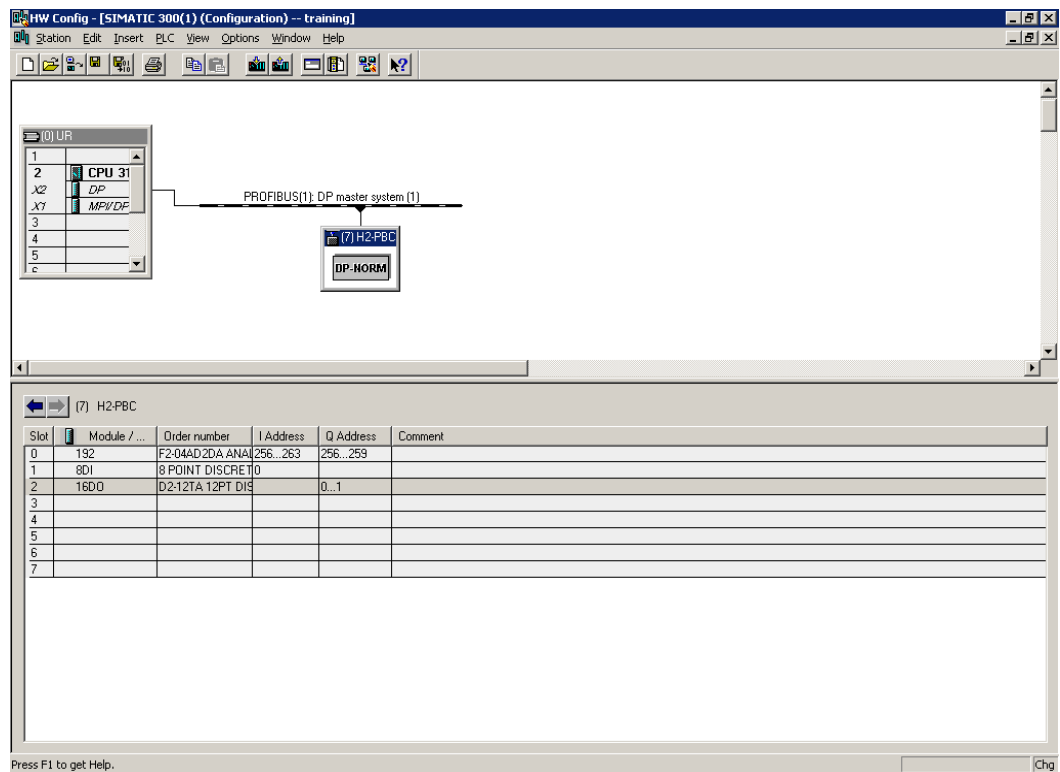 HW Config - [SIMATIC 300(1) (Configuration) -- training]
Station Edit Insert PLC View Options Window Help
(0) UR
1
2 CPU 31
X2 DP
X1 MPI/DP
3
4
5
PROFIBUS(1): DP master system (1)
(7) H2-PBC
DP-NORM
(7) H2-PBC
Slot Module / ... Order number I Address Q Address Comment
0 192 F2-04AD2DA ANAL 256...263 256...259
1 8DI 8 POINT DISCRET 0
2 16DO D2-12TA 12PT DIS 0...1
3
4
5
6
7
Press F1 to get Help. Chg